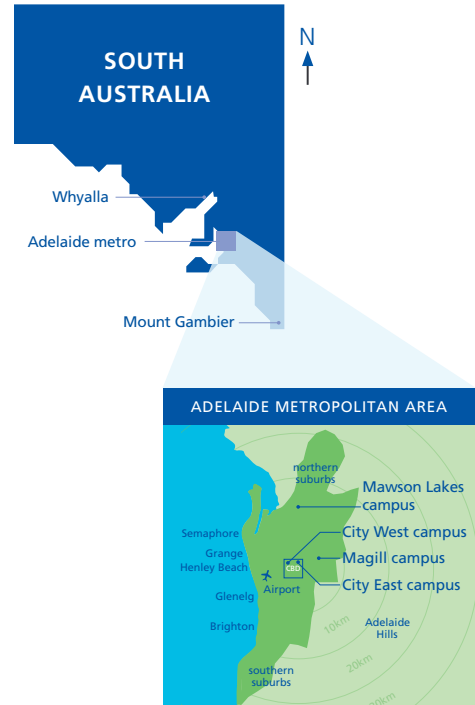 SOUTH
AUSTRALIA
N
Whyalla
Adelaide metro
Mount Gambier
ADELAIDE METROPOLITAN AREA
northern
suburbs
Mawson Lakes
campus
Semaphore
City West campus
Grange
Henley Beach
Magill campus
CBD
Airport
City East campus
Glenelg
10km
Adelaide
Hills
Brighton
20km
southern
suburbs